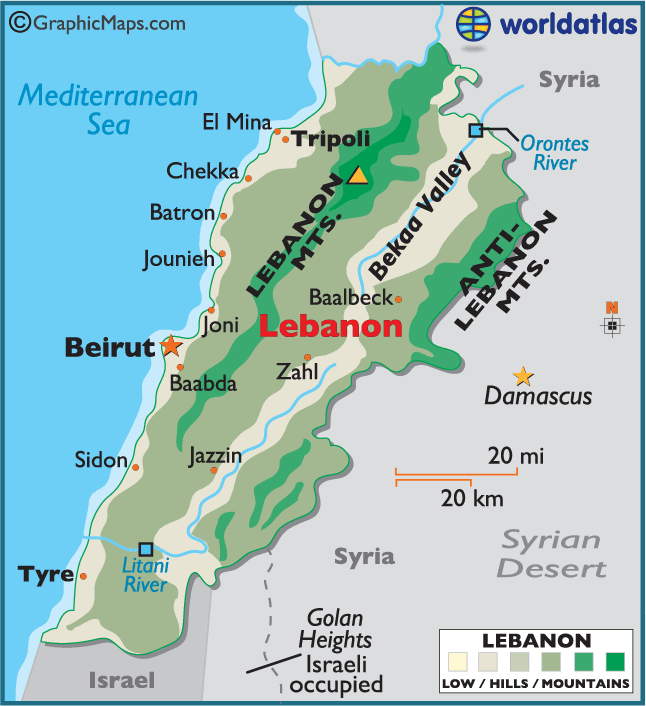 ©GraphicMaps.com
worldatlas
Mediterranean
Sea
Syria
El Mina
Tripoli
Orontes
River
Chekka
Batron
LEBANON
MTS.
Bekaa Valley
ANTI-
LEBANON
MTS.
Jounieh
Baalbeck
Joni
Lebanon
N
Beirut
Zahl
Baabda
Damascus
Sidon
Jazzin
20 mi
20 km
Litani
River
Tyre
Syria
Syrian
Desert
Golan
Heights
Israeli
occupied
Israel
LEBANON
LOW / HILLS / MOUNTAINS